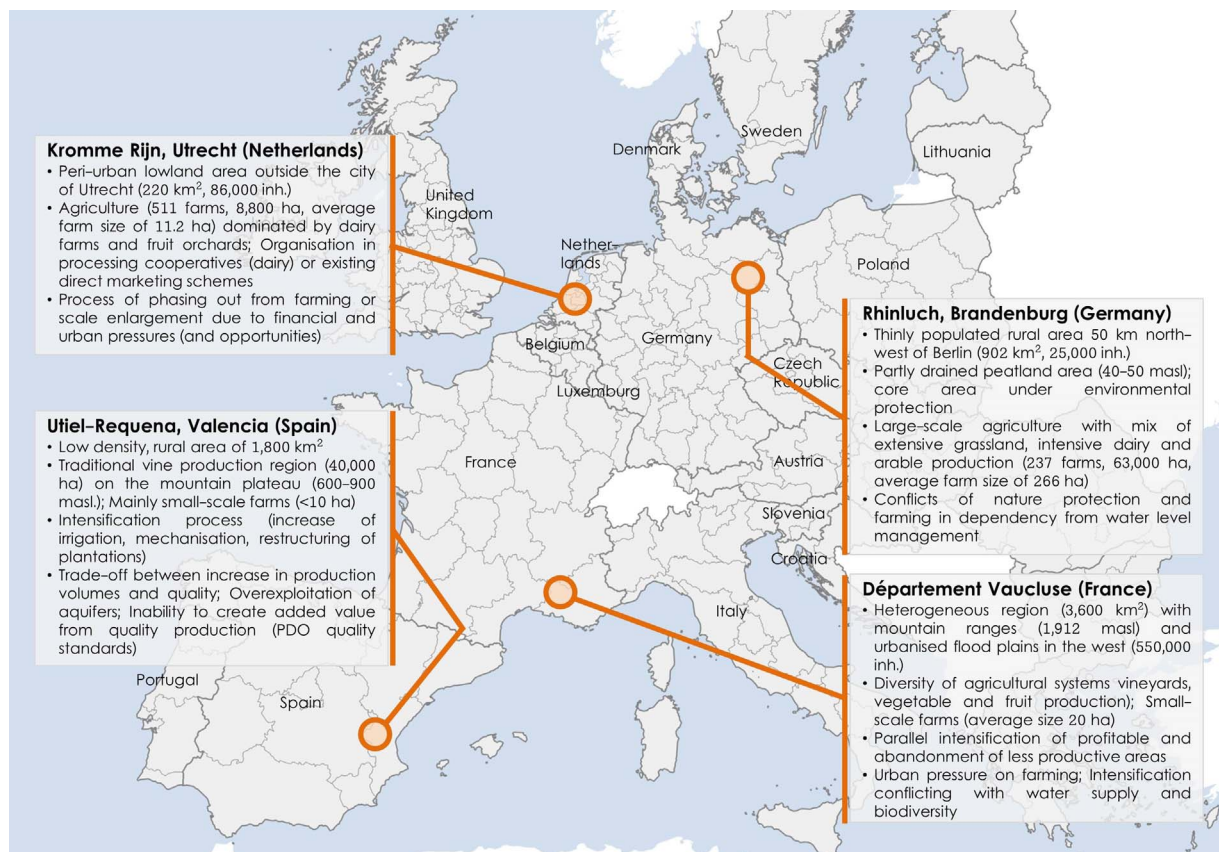 Sweden
Denmark
Lithuania
Kromme Rijn, Utrecht (Netherlands)
• Peri-urban lowland area outside the city
of Utrecht (220 km², 86,000 inh.)
• Agriculture (511 farms, 8,800 ha, average
farm size of 11.2 ha) dominated by dairy
farms and fruit orchards; Organisation in
processing cooperatives (dairy) or existing
direct marketing schemes
• Process of phasing out from farming or
scale enlargement due to financial and
urban pressures (and opportunities)
United
Kingdom
Nether-
lands
Poland
Belgium
Germany
Luxemburg
Czech
Republic
Rhinluch, Brandenburg (Germany)
• Thinly populated rural area 50 km north-
west of Berlin (902 km², 25,000 inh.)
• Partly drained peatland area (40-50 masl);
core area under environmental
protection
• Large-scale agriculture with mix of
extensive grassland, intensive dairy and
arable production (237 farms, 63,000 ha,
average farm size of 266 ha)
• Conflicts of nature protection and
farming in dependency from water level
management
Utiel-Requena, Valencia (Spain)
• Low density, rural area of 1,800 km²
• Traditional vine production region (40,000
ha) on the mountain plateau (600-900
masl.); Mainly small-scale farms (<10 ha)
• Intensification process (increase of
irrigation, mechanisation, restructuring of
plantations)
• Trade-off between increase in production
volumes and quality; Overexploitation of
aquifers; Inability to create added value
from quality production (PDO quality
standards)
France
Austria
Slovenia
Croatia
Italy
Portugal
Spain
Département Vaucluse (France)
• Heterogeneous region (3,600 km²) with
mountain ranges (1,912 masl) and
urbanised flood plains in the west (550,000
inh.)
• Diversity of agricultural systems vineyards,
vegetable and fruit production); Small-
scale farms (average size 20 ha)
• Parallel intensification of profitable and
abandonment of less productive areas
• Urban pressure on farming; Intensification
conflicting with water supply and
biodiversity